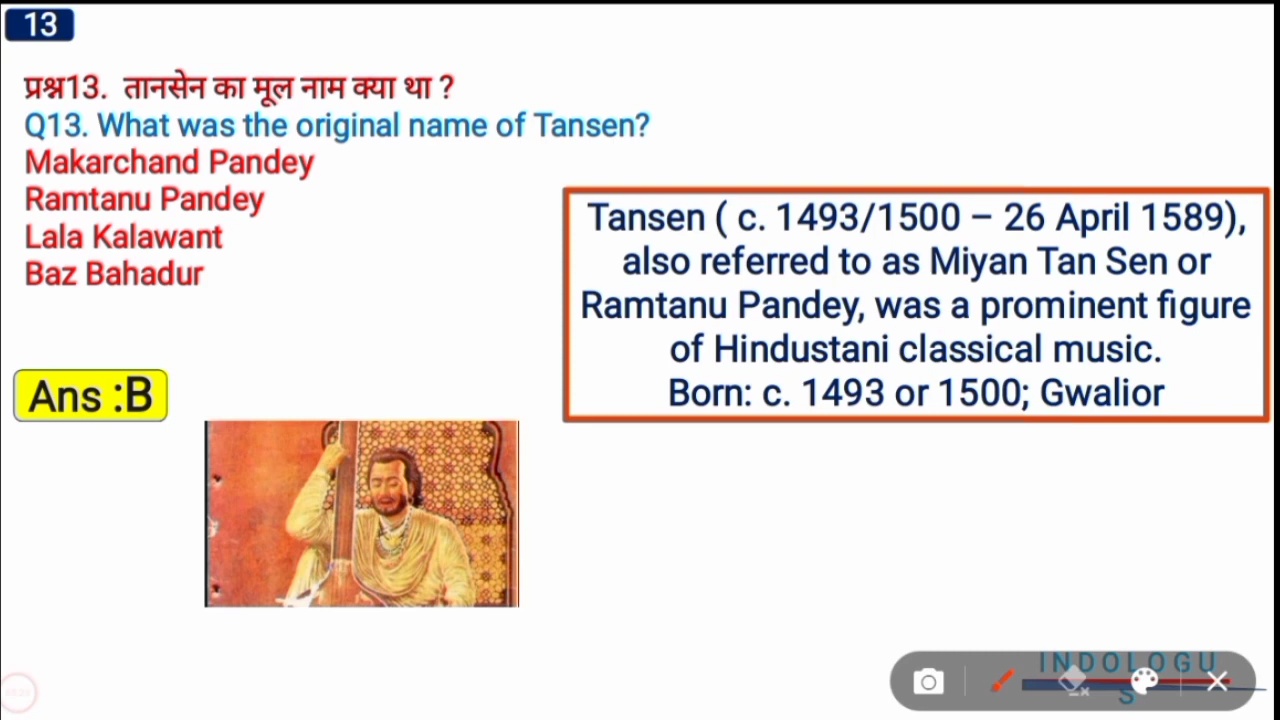 13
प्रश्न13. तानसेन का मूल नाम क्या था ?
Q13. What was the original name of Tansen?
Makarchand Pandey
Ramtanu Pandey
Lala Kalawant
Baz Bahadur
Tansen ( c. 1493/1500 – 26 April 1589),
also referred to as Miyan Tan Sen or
Ramtanu Pandey, was a prominent figure
of Hindustani classical music.
Born: c. 1493 or 1500; Gwalior
Ans :B
INDOLOGU
S